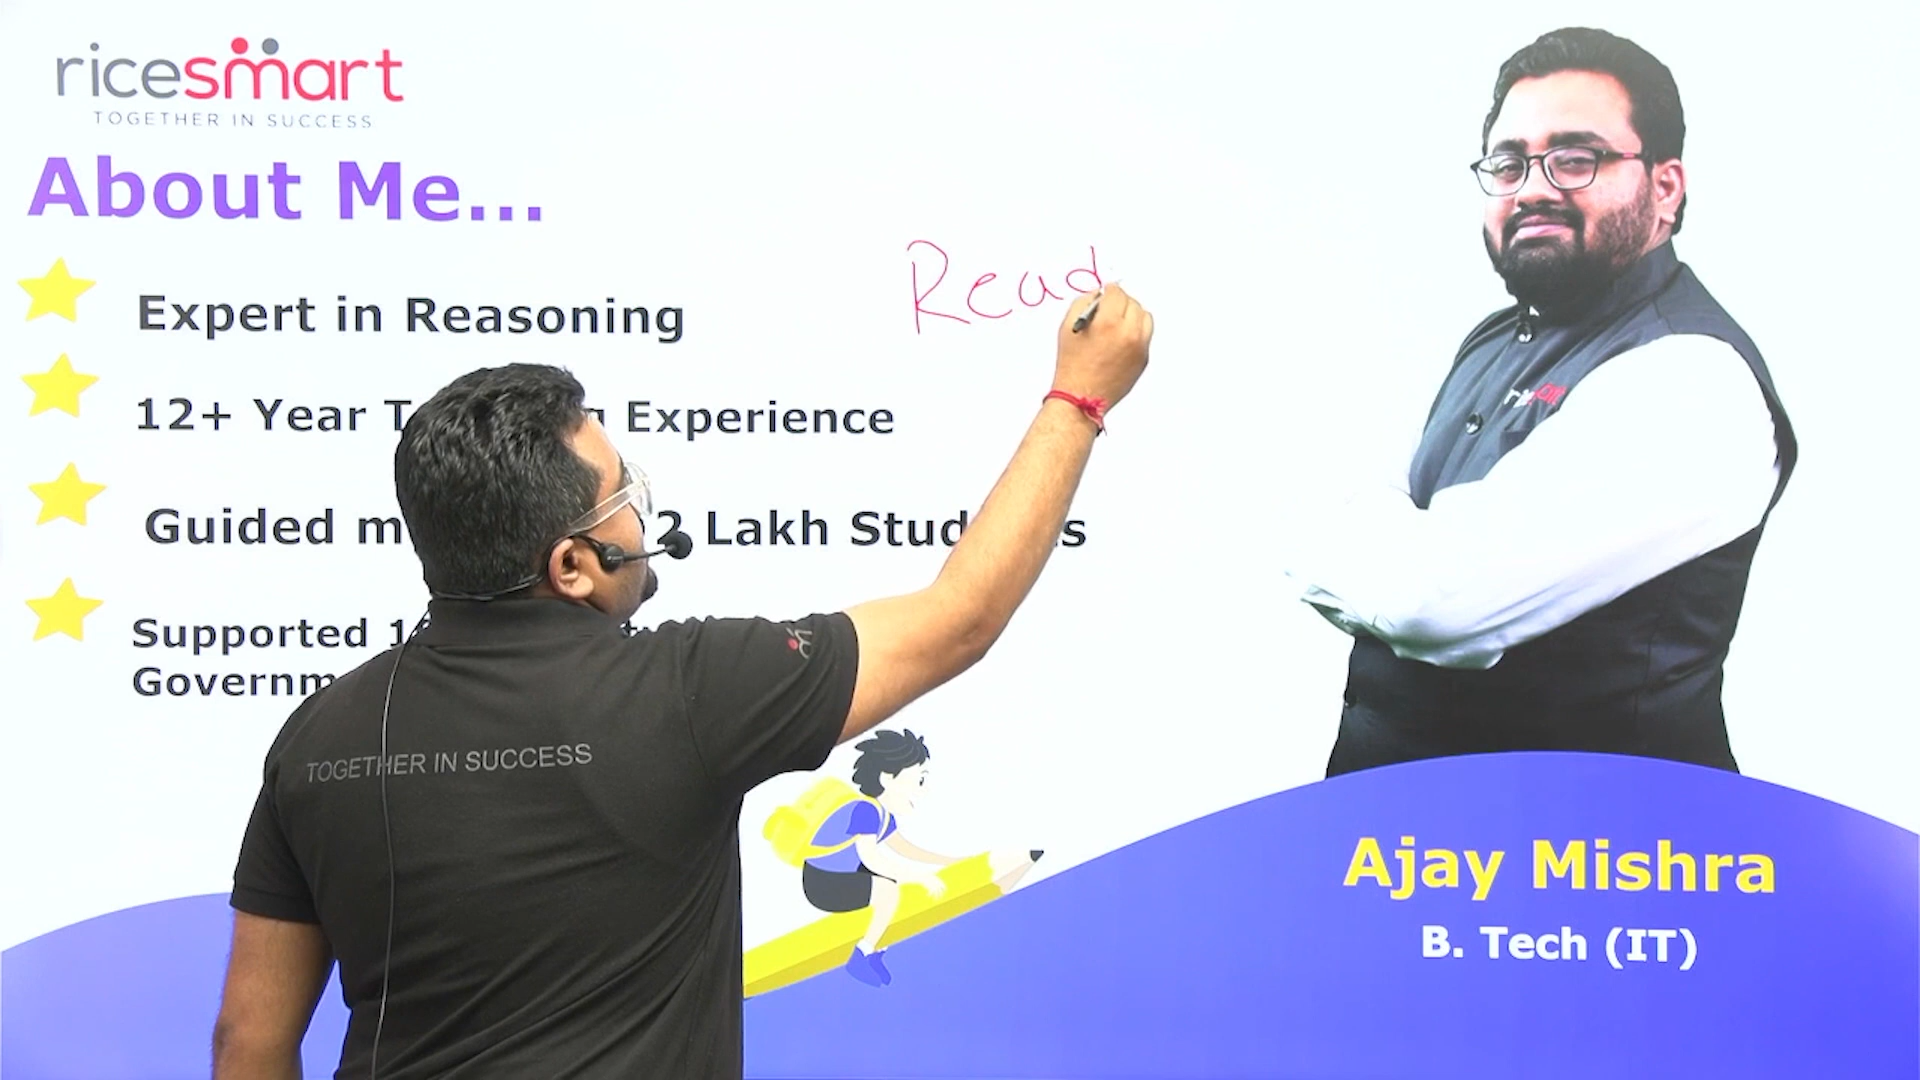 ricesmart
TOGETHER IN SUCCESS
About Me...
Expert in Reasoning
Read
12+ Year Experience
Guided 2 Lakh
Supported
TOGETHER IN SUCCESS
Ajay Mishra
B. Tech (IT)